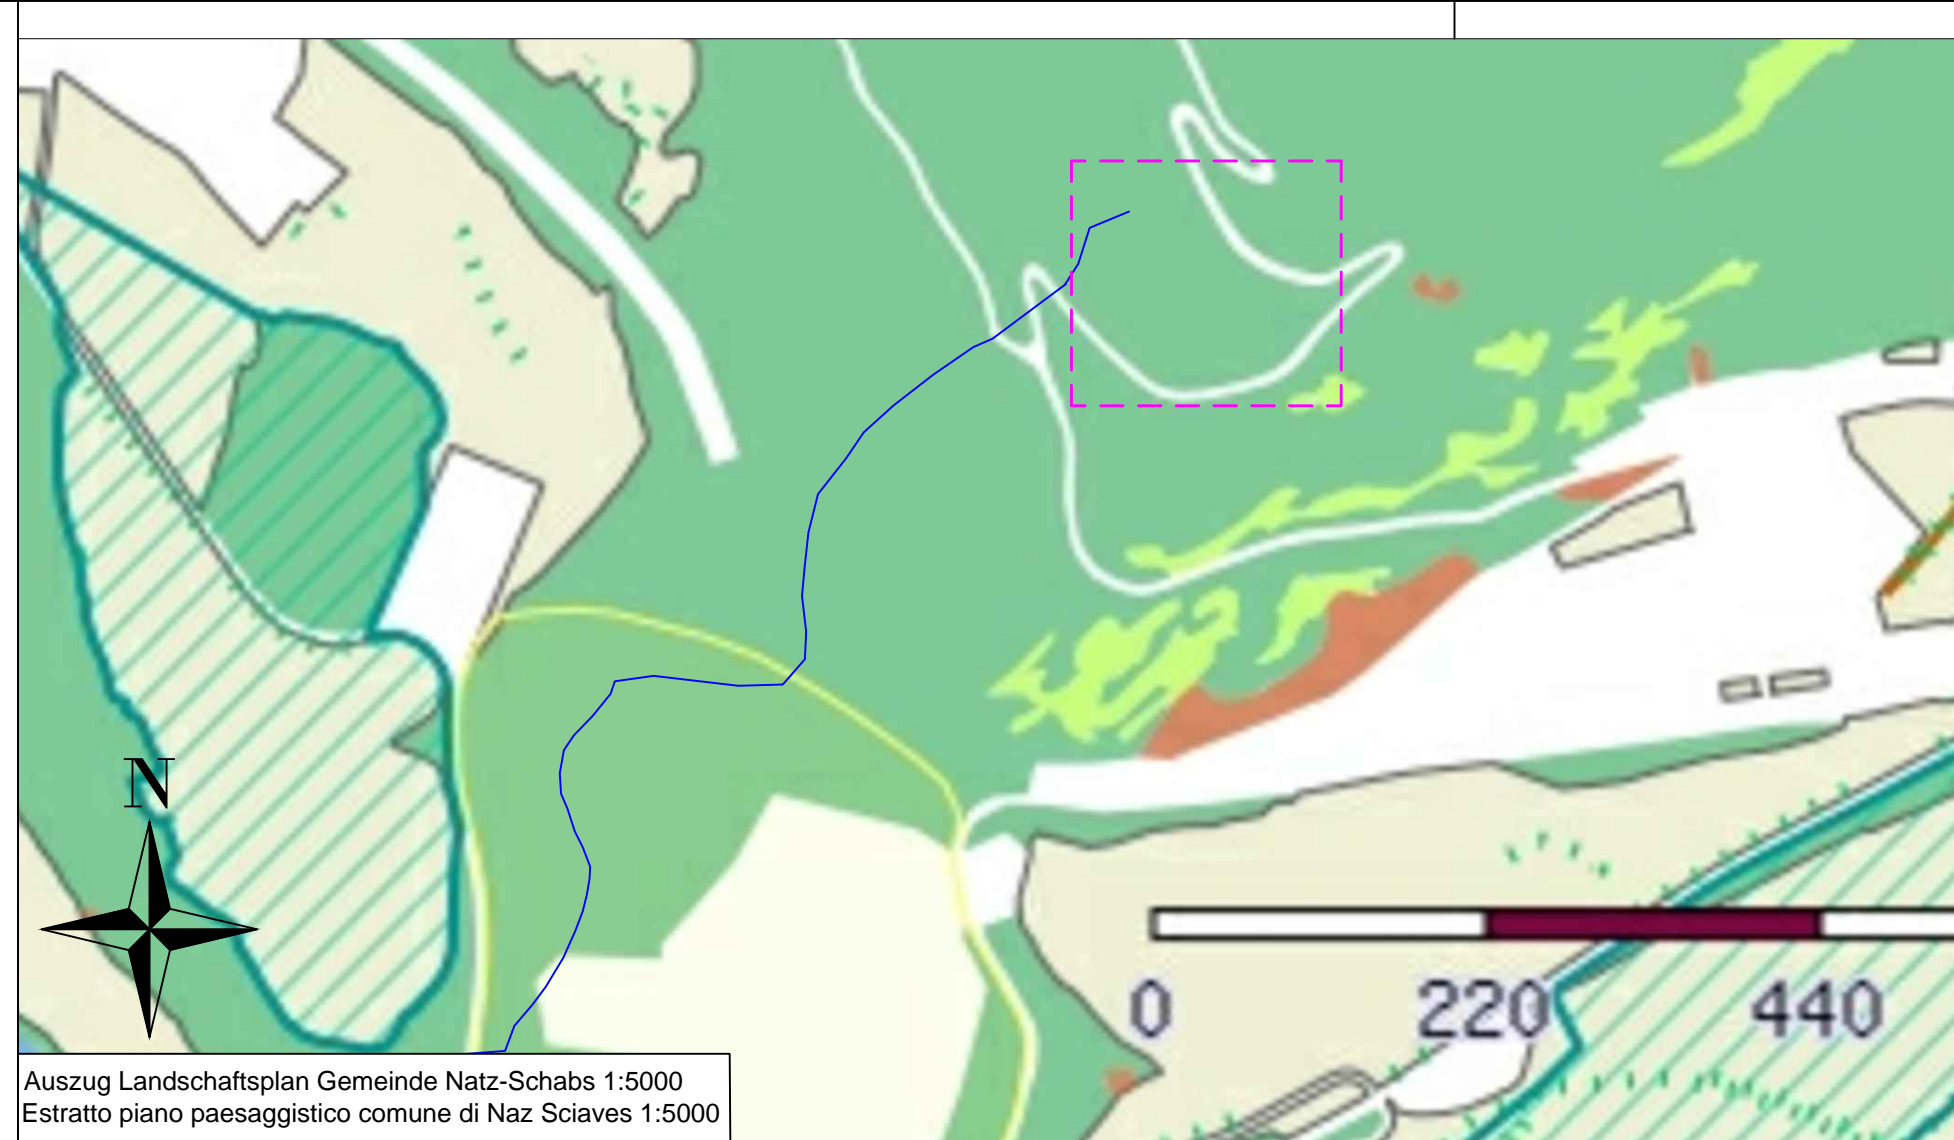 N
0 220 440
Auszug Landschaftsplan Gemeinde Natz-Schabs 1:5000
Estratto piano paesaggistico comune di Naz Sciaves 1:5000